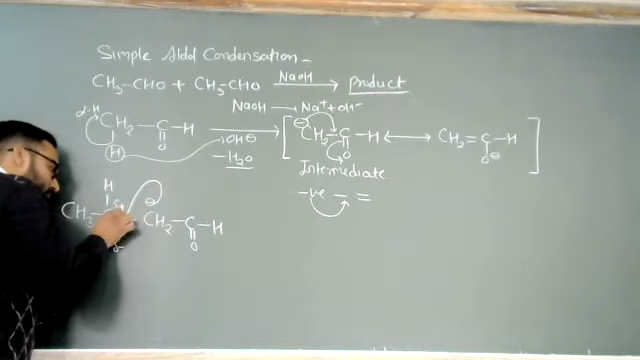 Simple Aldol Condensation -
CH₃-CHO + CH₃-CHO NaOH → product
NaOH → Na⁺ + OH⁻
α-H CH₂-C-H OH⊖ → [ ⊖ CH₂-C-H ↔ CH₂=C-H ]
H O -H₂O O O⊖
Intermediate
-ve - =
H
CH₃ ⊖ CH₂-C-H
O